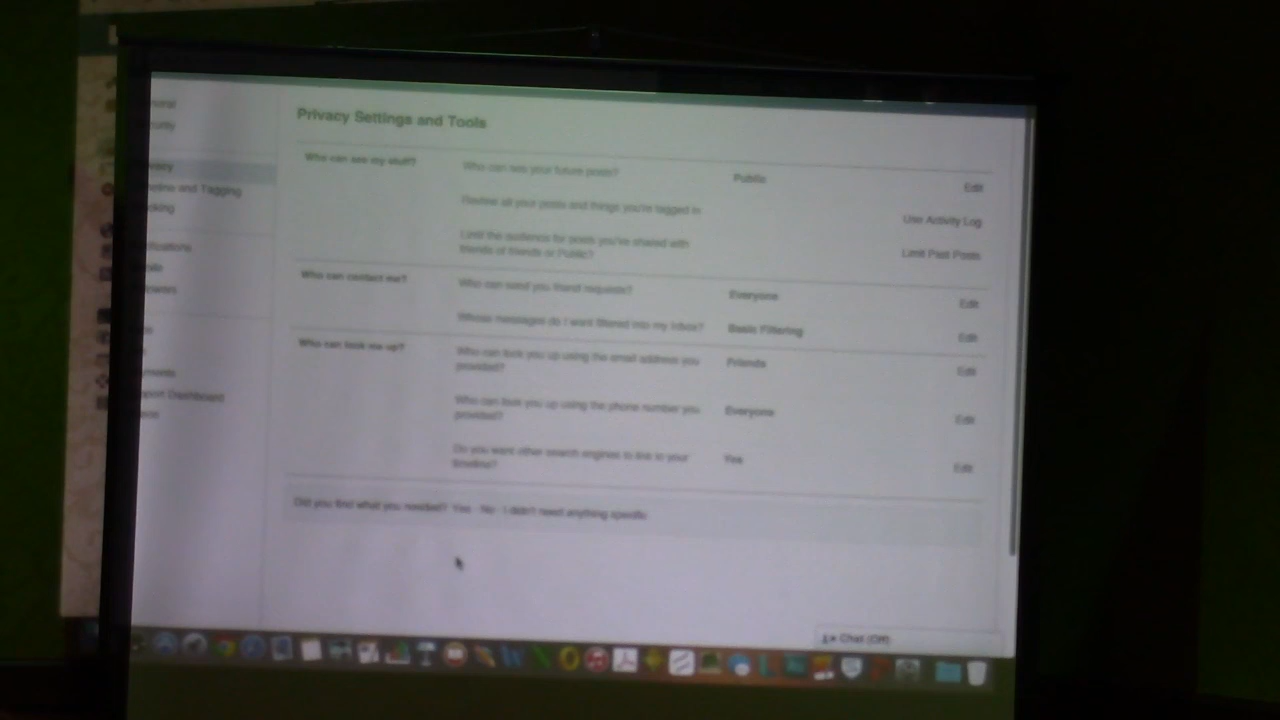 Privacy Settings and Tools
Who can see my stuff?
Who can see your future posts?
Public
Edit
Review all your posts and things you're tagged in
Use Activity Log
Limit the audience for posts you've shared with
friends of friends or Public?
Limit Past Posts
Who can contact me?
Who can send you friend requests?
Everyone
Edit
Whose messages do I want filtered into my Inbox?
Basic Filtering
Edit
Who can look me up?
Who can look you up using the email address you
provided?
Friends
Edit
Who can look you up using the phone number you
provided?
Everyone
Edit
Do you want other search engines to link to your
timeline?
Yes
Edit
Did you find what you needed? Yes · No · I didn't need anything specific
and Tagging
Dashboard
Chat (Off)